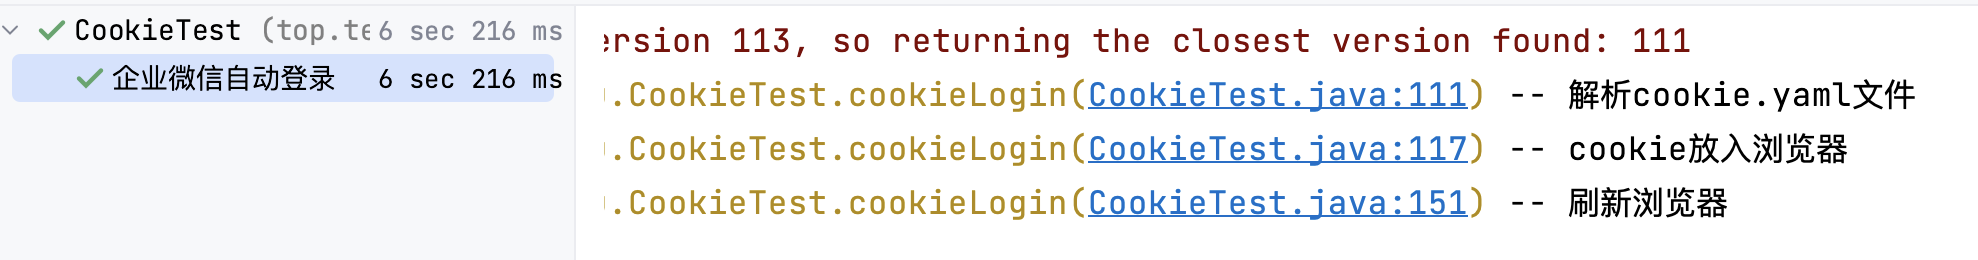 CookieTest (top.te 6 sec 216 ms
企业微信自动登录 6 sec 216 ms
ersion 113, so returning the closest version found: 111
.CookieTest.cookieLogin(CookieTest.java:111) -- 解析cookie.yaml文件
.CookieTest.cookieLogin(CookieTest.java:117) -- cookie放入浏览器
.CookieTest.cookieLogin(CookieTest.java:151) -- 刷新浏览器